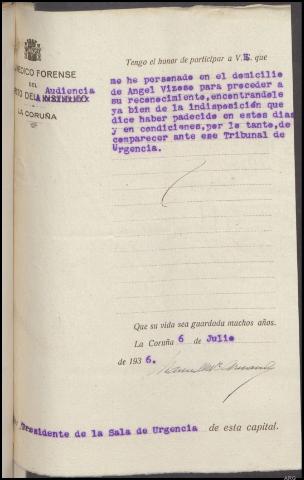 MEDICO FORENSE
DEL
Audiencia
LA CORUÑA
Tengo el honor de participar a V.E. que
me he personado en el domicilio
de Angel Vizoso para proceder a
su reconocimiento, encontrandole
ya bien de la indisposición que
dice haber padecido en estos dias
y en condiciones, por lo tanto, de
comparecer ante ese Tribunal de
Urgencia.
Que su vida sea guardada muchos años.
La Coruña 6 de Julio
de 1936.
Presidente de la Sala de Urgencia de esta capital.